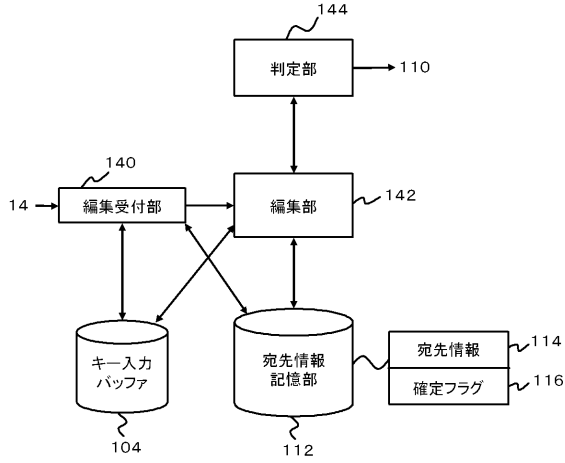 144
判定部
110
140
14
編集受付部
編集部
142
キー入力
バッファ
104
宛先情報
記憶部
112
宛先情報
114
確定フラグ
116